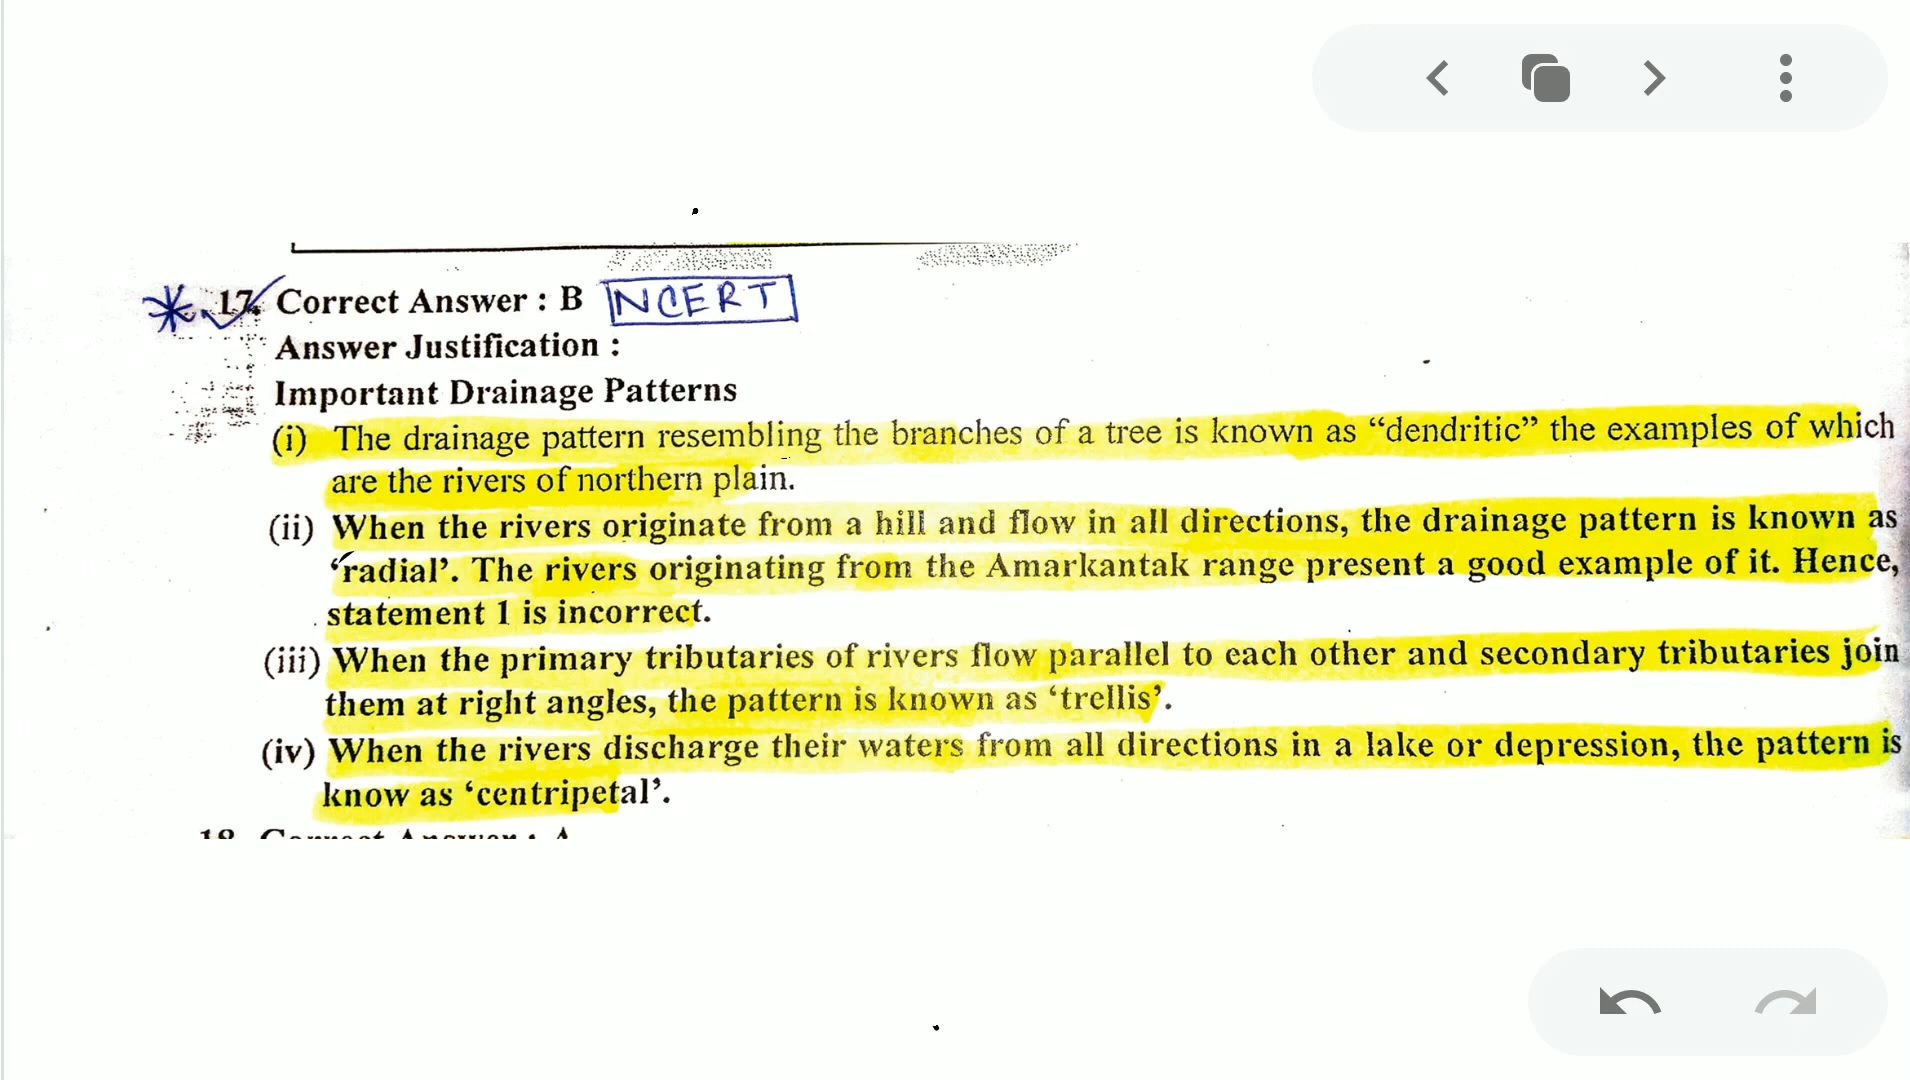 17. Correct Answer : B NCERT
Answer Justification :
Important Drainage Patterns
(i) The drainage pattern resembling the branches of a tree is known as “dendritic” the examples of which
are the rivers of northern plain.
(ii) When the rivers originate from a hill and flow in all directions, the drainage pattern is known as
‘radial’. The rivers originating from the Amarkantak range present a good example of it. Hence,
statement 1 is incorrect.
(iii) When the primary tributaries of rivers flow parallel to each other and secondary tributaries join
them at right angles, the pattern is known as ‘trellis’.
(iv) When the rivers discharge their waters from all directions in a lake or depression, the pattern is
know as ‘centripetal’.
18. Correct Answer : A